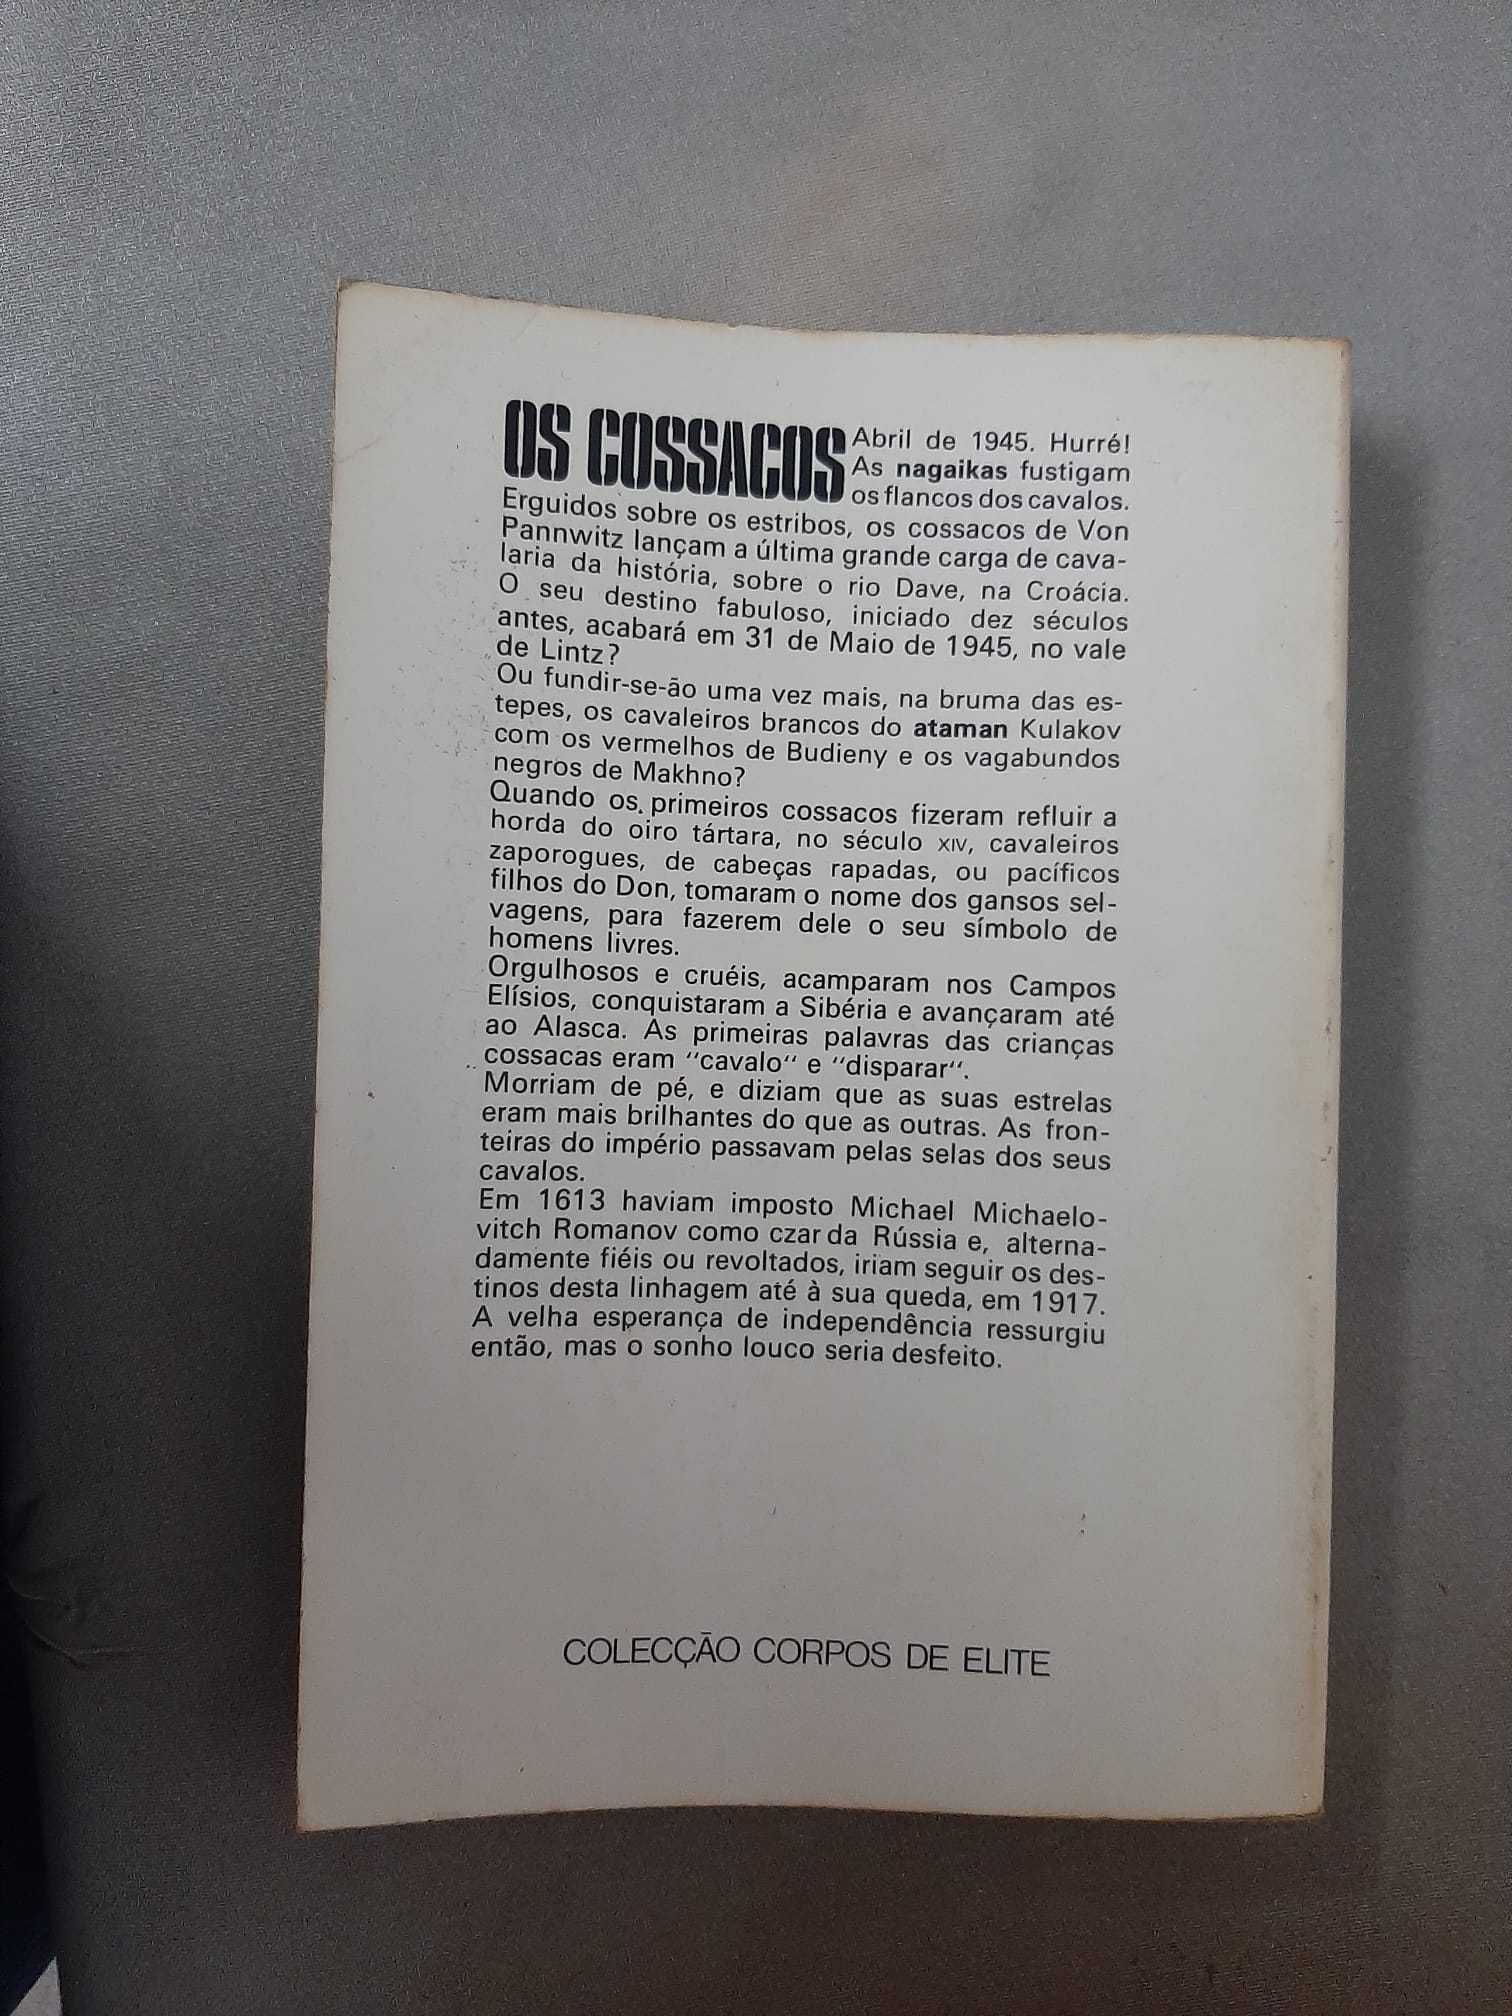 OS COSSACOS
Abril de 1945. Hurré!
As nagaikas fustigam
os flancos dos cavalos.
Erguidos sobre os estribos, os cossacos de Von
Pannwitz lançam a última grande carga de cava-
laria da história, sobre o rio Dave, na Croácia.
O seu destino fabuloso, iniciado dez séculos
antes, acabará em 31 de Maio de 1945, no vale
de Lintz?
Ou fundir-se-ão uma vez mais, na bruma das es-
tepes, os cavaleiros brancos do ataman Kulakov
com os vermelhos de Budieny e os vagabundos
negros de Makhno?
Quando os primeiros cossacos fizeram refluir a
horda do oiro tártara, no século XIV, cavaleiros
zaporogues, de cabeças rapadas, ou pacíficos
filhos do Don, tomaram o nome dos gansos sel-
vagens, para fazerem dele o seu símbolo de
homens livres.
Orgulhosos e cruéis, acamparam nos Campos
Elísios, conquistaram a Sibéria e avançaram até
ao Alasca. As primeiras palavras das crianças
cossacas eram "cavalo" e "disparar".
Morriam de pé, e diziam que as suas estrelas
eram mais brilhantes do que as outras. As fron-
teiras do império passavam pelas selas dos seus
cavalos.
Em 1613 haviam imposto Michael Michaelo-
vitch Romanov como czar da Rússia e, alterna-
damente fiéis ou revoltados, iriam seguir os des-
tinos desta linhagem até à sua queda, em 1917.
A velha esperança de independência ressurgiu
então, mas o sonho louco seria desfeito.
COLECÇÃO CORPOS DE ELITE